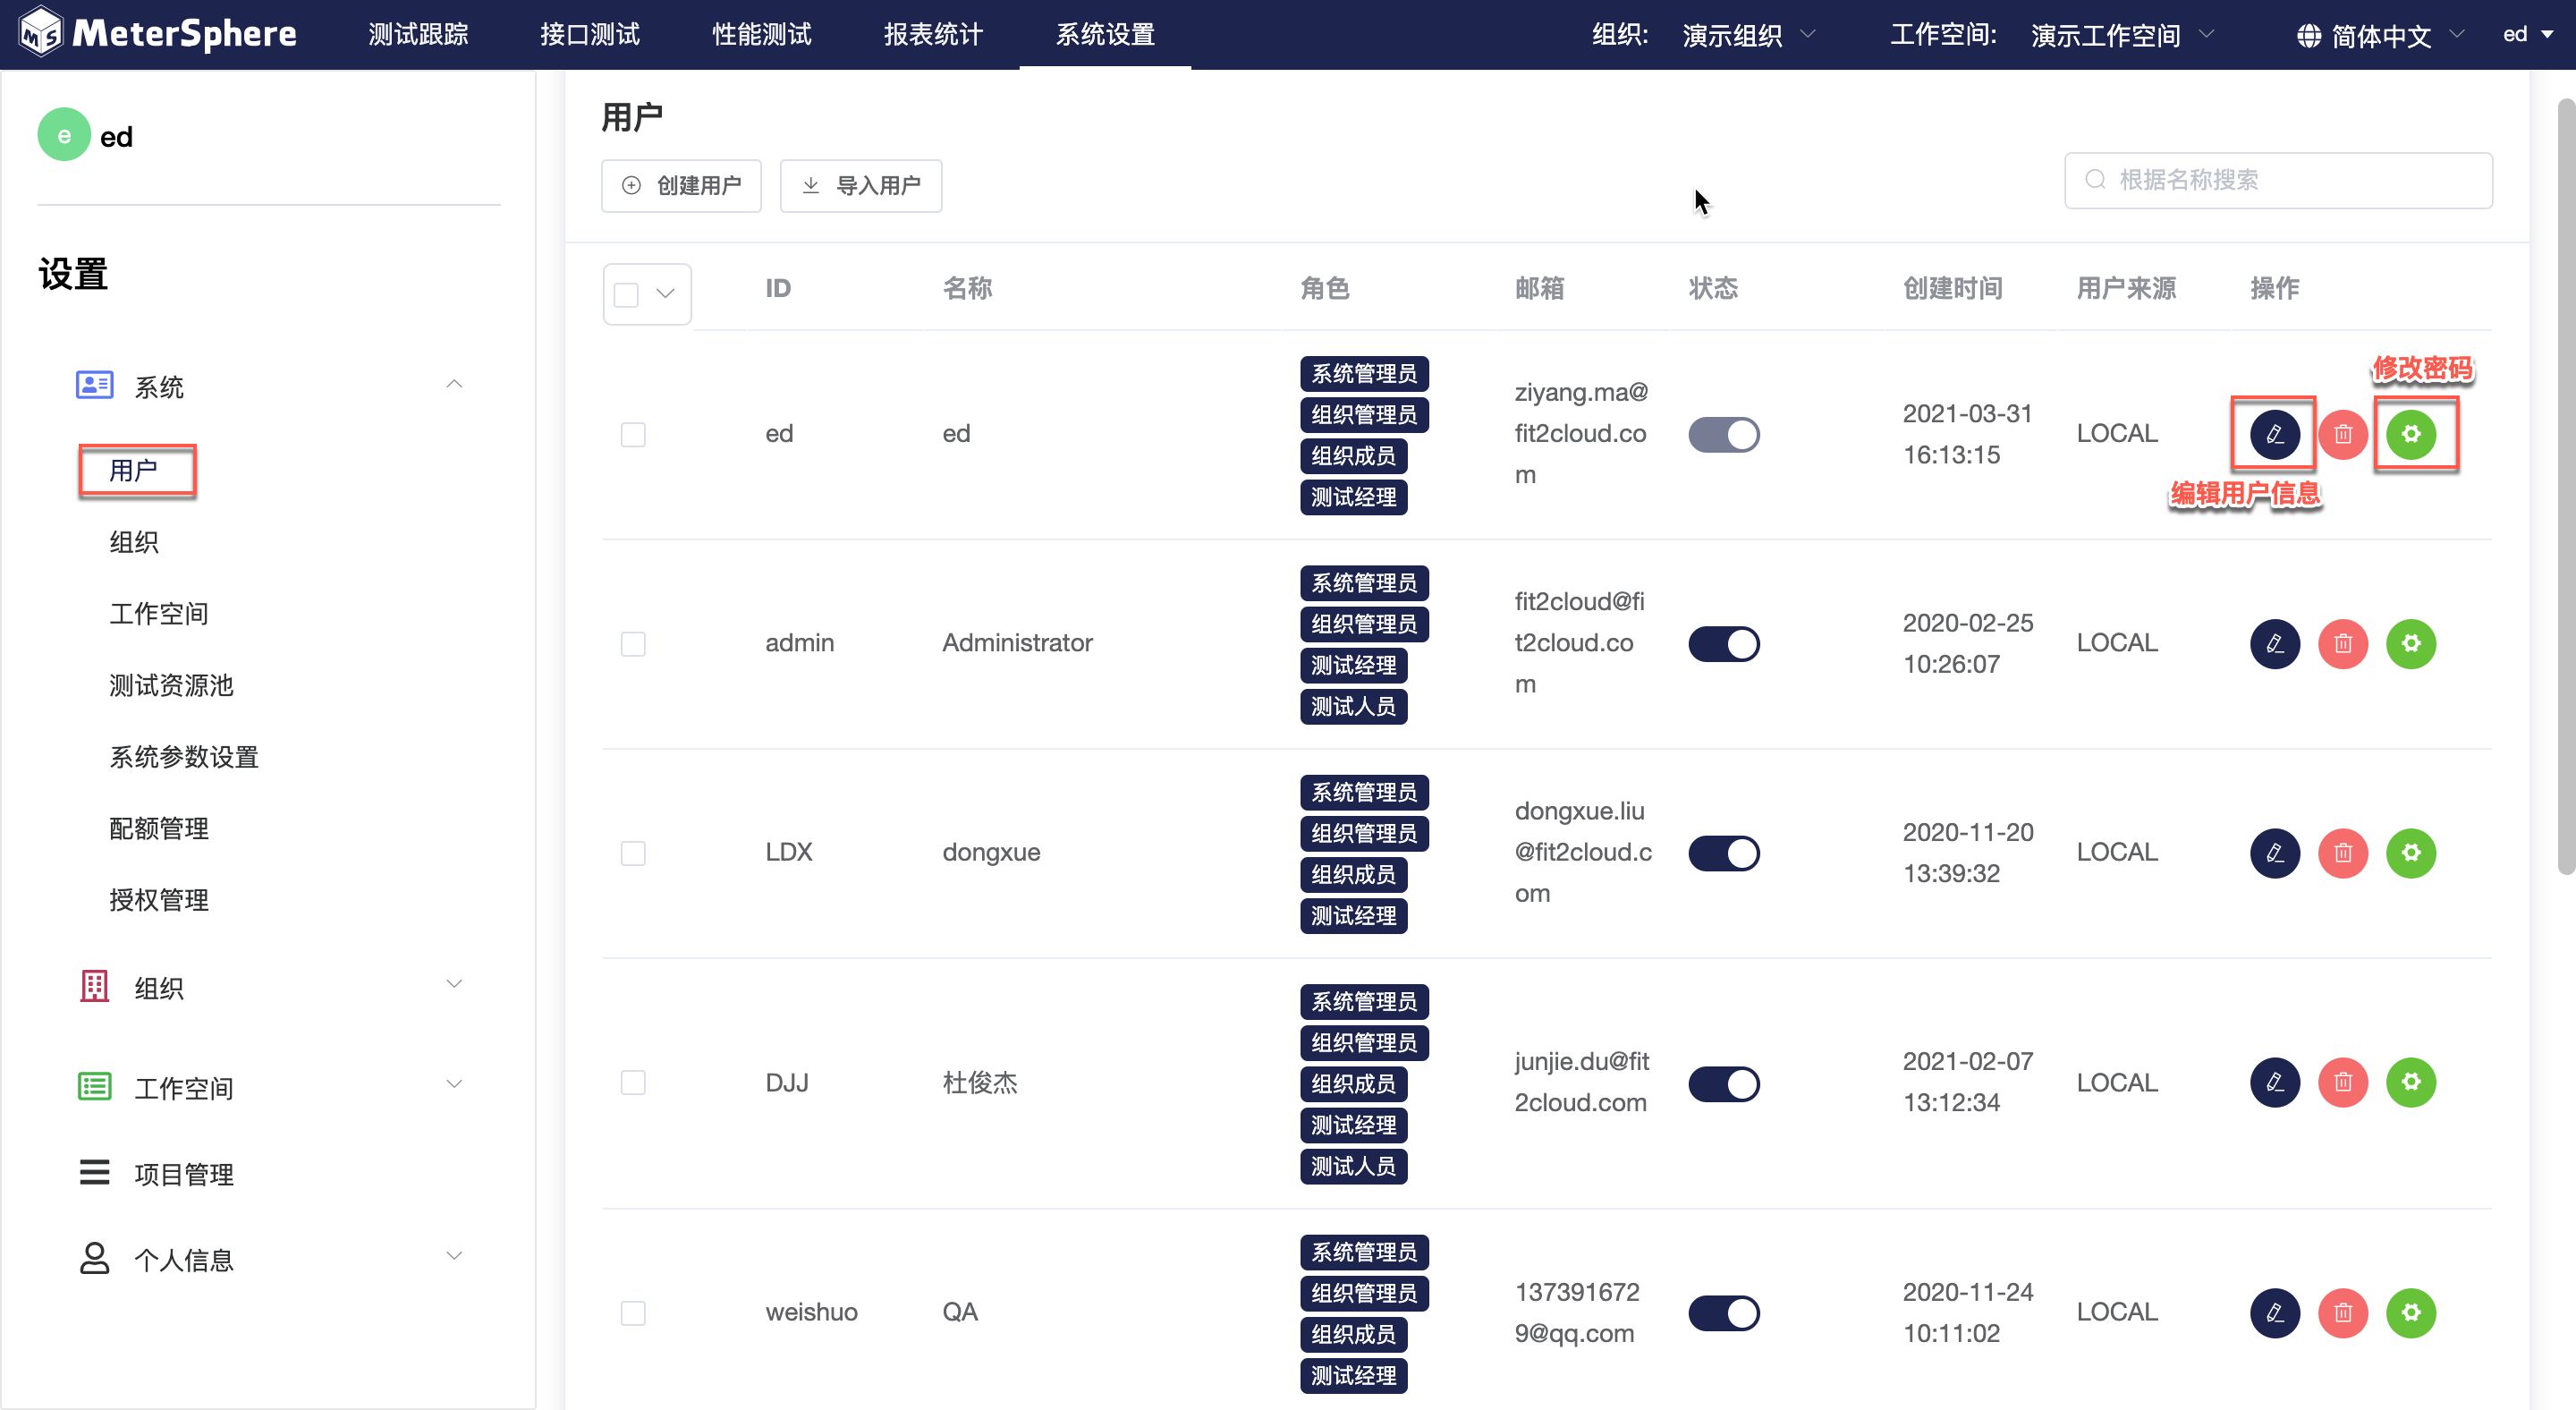 MeterSphere 测试跟踪 接口测试 性能测试 报表统计 系统设置 组织: 演示组织 工作空间: 演示工作空间 简体中文 ed
e ed
设置
系统
用户
组织
工作空间
测试资源池
系统参数设置
配额管理
授权管理
组织
工作空间
项目管理
个人信息
用户
创建用户 导入用户 根据名称搜索
ID 名称 角色 邮箱 状态 创建时间 用户来源 操作
修改密码
编辑用户信息
ed ed
系统管理员
组织管理员
组织成员
测试经理
ziyang.ma@
fit2cloud.co
m
2021-03-31
16:13:15
LOCAL
admin Administrator
系统管理员
组织管理员
测试经理
测试人员
fit2cloud@fi
t2cloud.co
m
2020-02-25
10:26:07
LOCAL
LDX dongxue
系统管理员
组织管理员
组织成员
测试经理
dongxue.liu
@fit2cloud.c
om
2020-11-20
13:39:32
LOCAL
DJJ 杜俊杰
系统管理员
组织管理员
组织成员
测试经理
测试人员
junjie.du@fit
2cloud.com
2021-02-07
13:12:34
LOCAL
weishuo QA
系统管理员
组织管理员
组织成员
测试经理
137391672
9@qq.com
2020-11-24
10:11:02
LOCAL